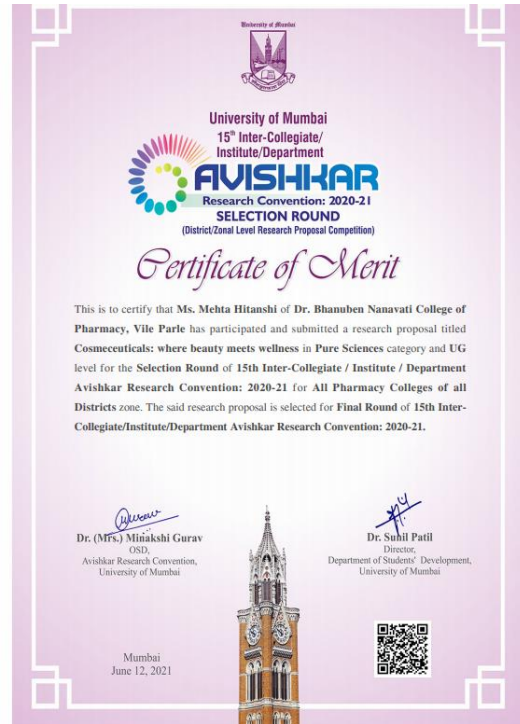 University of Mumbai
University of Mumbai
15th Inter-Collegiate/
Institute/Department
AVISHKAR
Research Convention: 2020-21
SELECTION ROUND
(District/Zonal Level Research Proposal Competition)
Certificate of Merit
This is to certify that Ms. Mehta Hitanshi of Dr. Bhanuben Nanavati College of
Pharmacy, Vile Parle has participated and submitted a research proposal titled
Cosmeceuticals: where beauty meets wellness in Pure Sciences category and UG
level for the Selection Round of 15th Inter-Collegiate / Institute / Department
Avishkar Research Convention: 2020-21 for All Pharmacy Colleges of all
Districts zone. The said research proposal is selected for Final Round of 15th Inter-
Collegiate/Institute/Department Avishkar Research Convention: 2020-21.
Dr. (Mrs.) Minakshi Gurav
OSD,
Avishkar Research Convention,
University of Mumbai
Dr. Sunil Patil
Director,
Department of Students' Development,
University of Mumbai
Mumbai
June 12, 2021